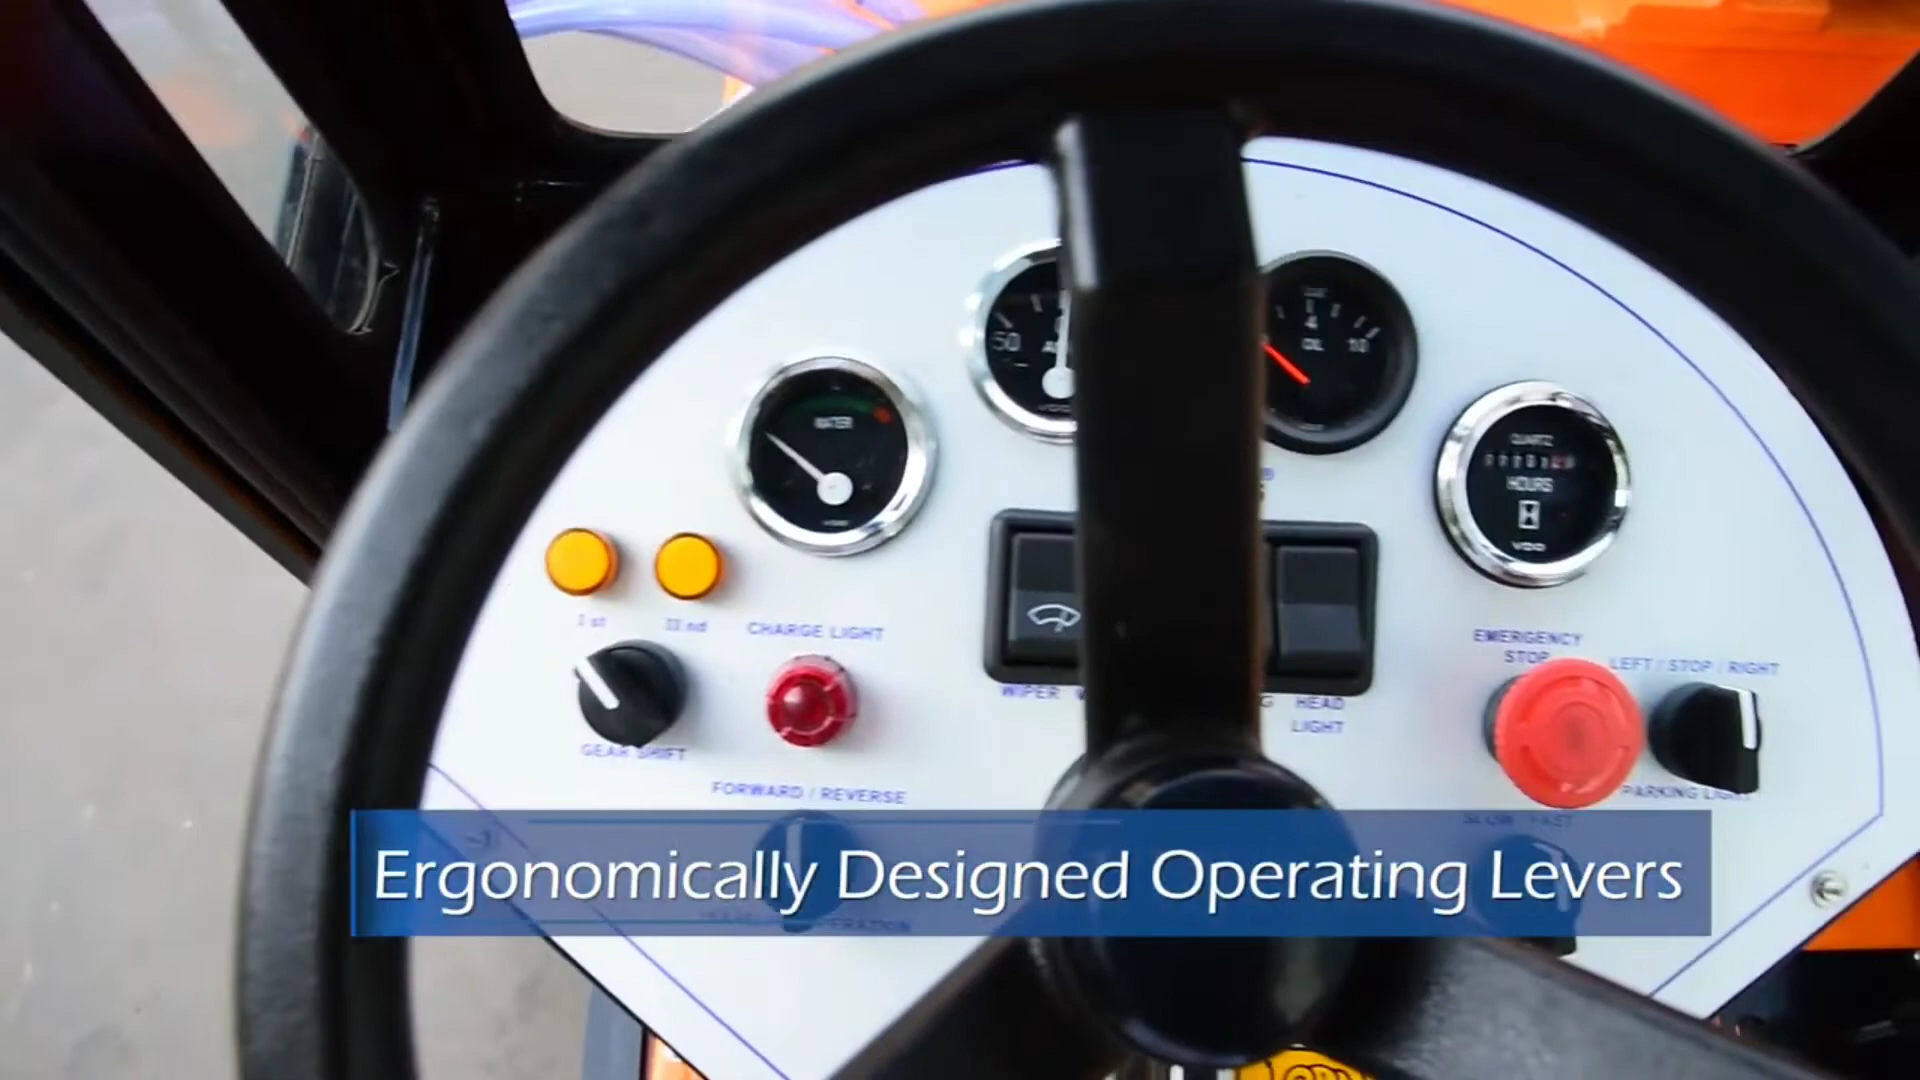 50
4
OIL
10
WATER
QUARTZ
HOURS
VDO
I st
II nd
CHARGE LIGHT
EMERGENCY
STOP
LEFT / STOP / RIGHT
WIPER
HEAD
LIGHT
GEAR SHIFT
FORWARD / REVERSE
PARKING LIGHT
SLOW FAST
Ergonomically Designed Operating Levers